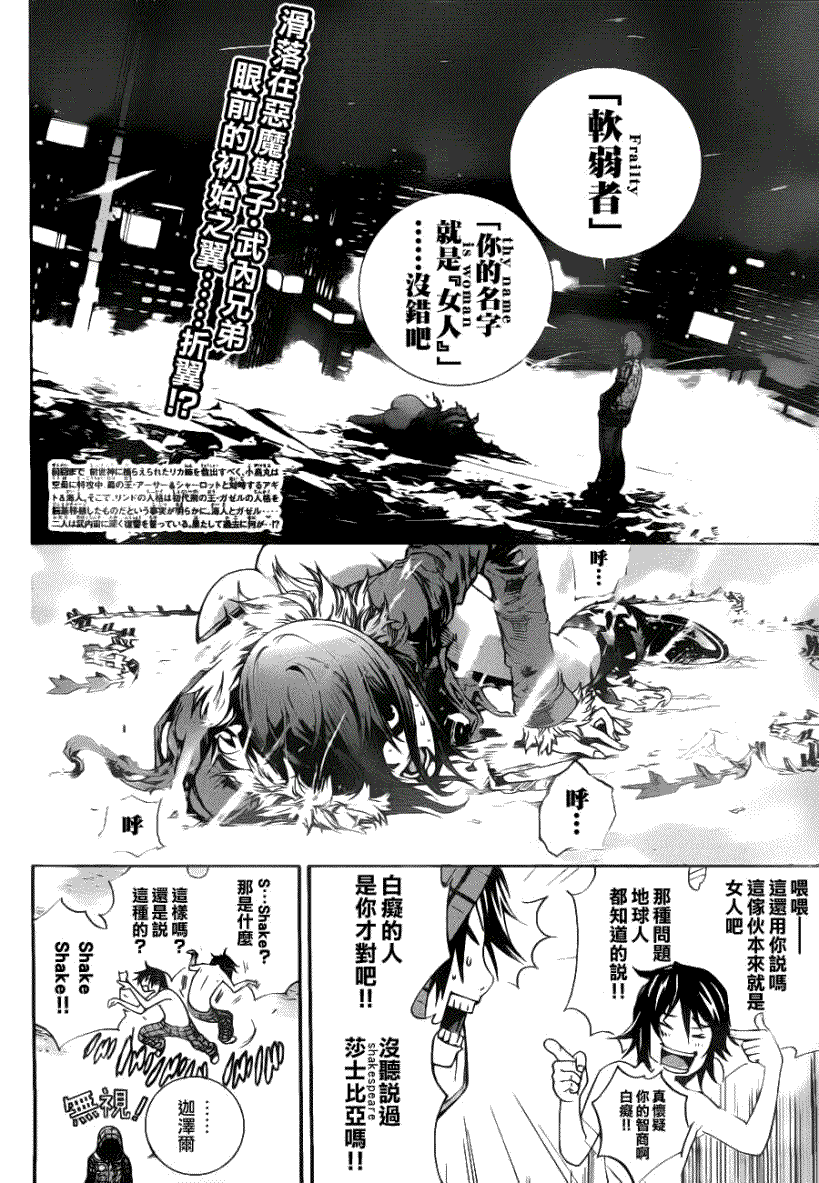 「軟弱者」
Frailty
「你的名字
thy name
就是『女人』」
is woman
……沒錯吧
滑落在惡魔雙子・武內兄弟
眼前的初始之翼……折翼!?
呼…
呼…
呼
喂喂——
這還用你說嗎
這傢伙本來就是
女人吧
那種問題
地球人
都知道的說!!
真懷疑
你的智商啊
白癡!!
白癡的人
是你才對吧!!
沒聽說過
莎士比亞嗎!!
shakespeare
S…Shake?
那是什麼
這樣嗎?
還是說
這種的?
Shake
Shake!!
無視!
……
迦澤爾